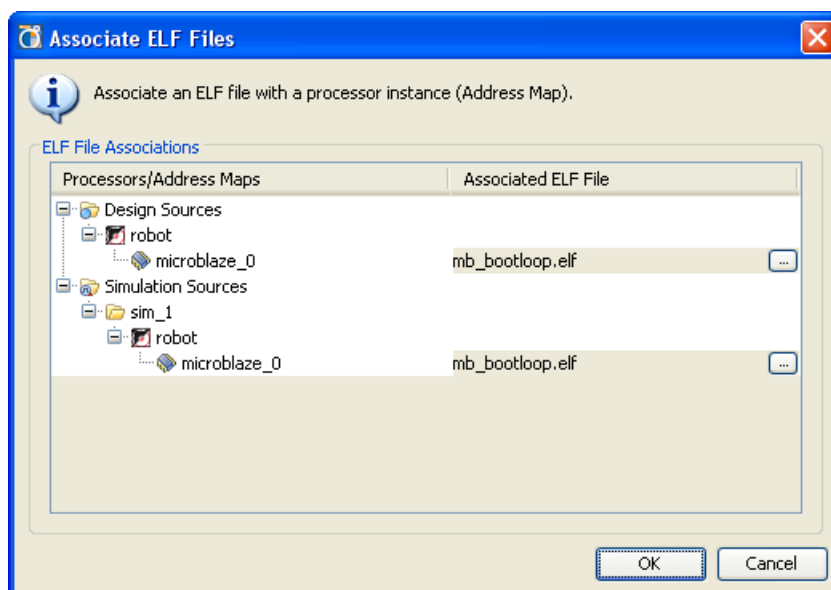 Associate ELF Files
Associate an ELF file with a processor instance (Address Map).
ELF File Associations
Processors/Address Maps Associated ELF File
Design Sources
robot
microblaze_0 mb_bootloop.elf ...
Simulation Sources
sim_1
robot
microblaze_0 mb_bootloop.elf ...
OK Cancel